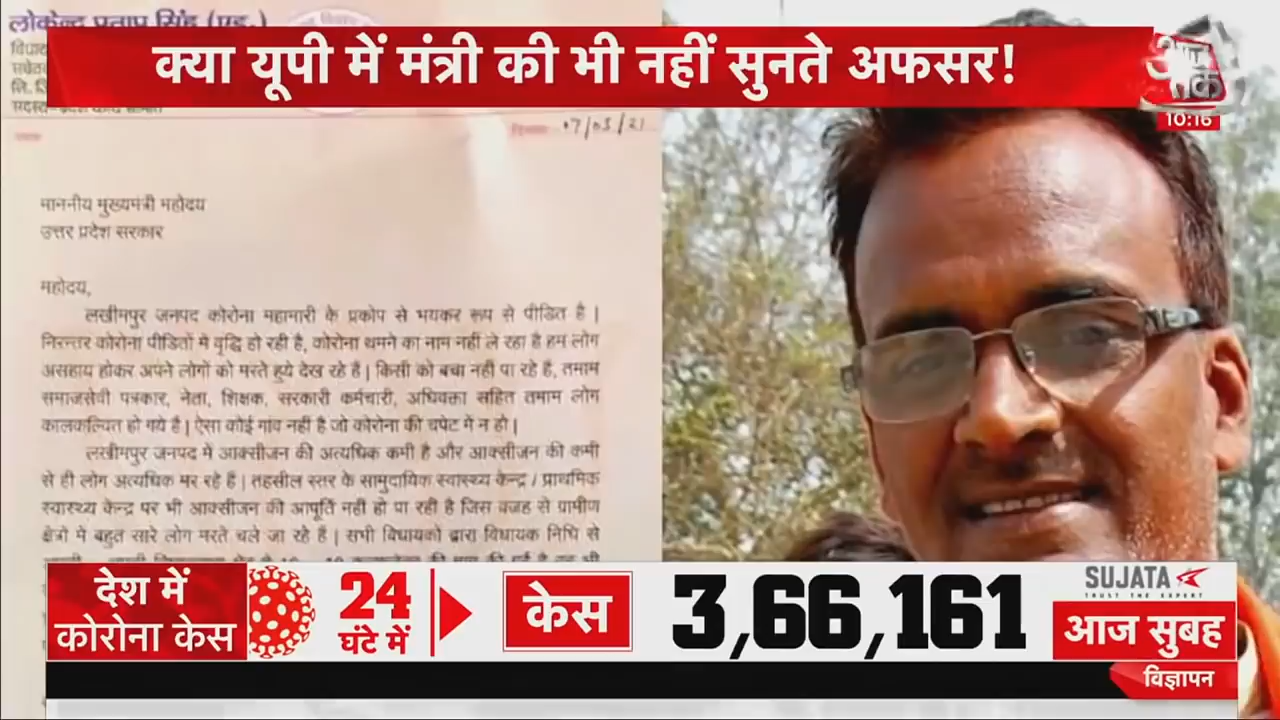 लोकेन्द्र प्रताप सिंह (एड.)
क्या यूपी में मंत्री की भी नहीं सुनते अफसर!
आज तक
10:16
माननीय मुख्यमंत्री महोदय
उत्तर प्रदेश सरकार
महोदय,
लखीमपुर जनपद कोरोना महामारी के प्रकोप से भयकर रूप से पीडित है |
निरन्तर कोरोना पीडितों मे वृद्धि हो रही है, कोरोना थमने का नाम नहीं ले रहा है हम लोग
असहाय होकर अपने लोगों को मरते हुये देख रहे है | किसी को बचा नही पा रहे है, तमाम
समाजसेवी पत्रकार, नेता, शिक्षक, सरकारी कर्मचारी, अधिवक्ता सहित तमाम लोग
कालकल्वित हो गये है | ऐसा कोई गांव नही है जो कोरोना की चपेट में न हो |
लखीमपुर जनपद में आक्सीजन की अत्यधिक कमी है और आक्सीजन की कमी
से ही लोग अत्यधिक मर रहे है | तहसील स्तर के सामुदायिक स्वास्थ्य केन्द्र / प्राथमिक
स्वास्थ्य केन्द्र पर भी आक्सीजन की आपूर्ति नही हो पा रही है जिस वजह से ग्रामीण
क्षेत्रो में बहुत सारे लोग मरते चले जा रहे है | सभी विधायको द्वारा विधायक निधि से
देश में
कोरोना केस
24
घंटे में
केस
3,66,161
SUJATA
TRUST THE EXPERT
आज सुबह
विज्ञापन